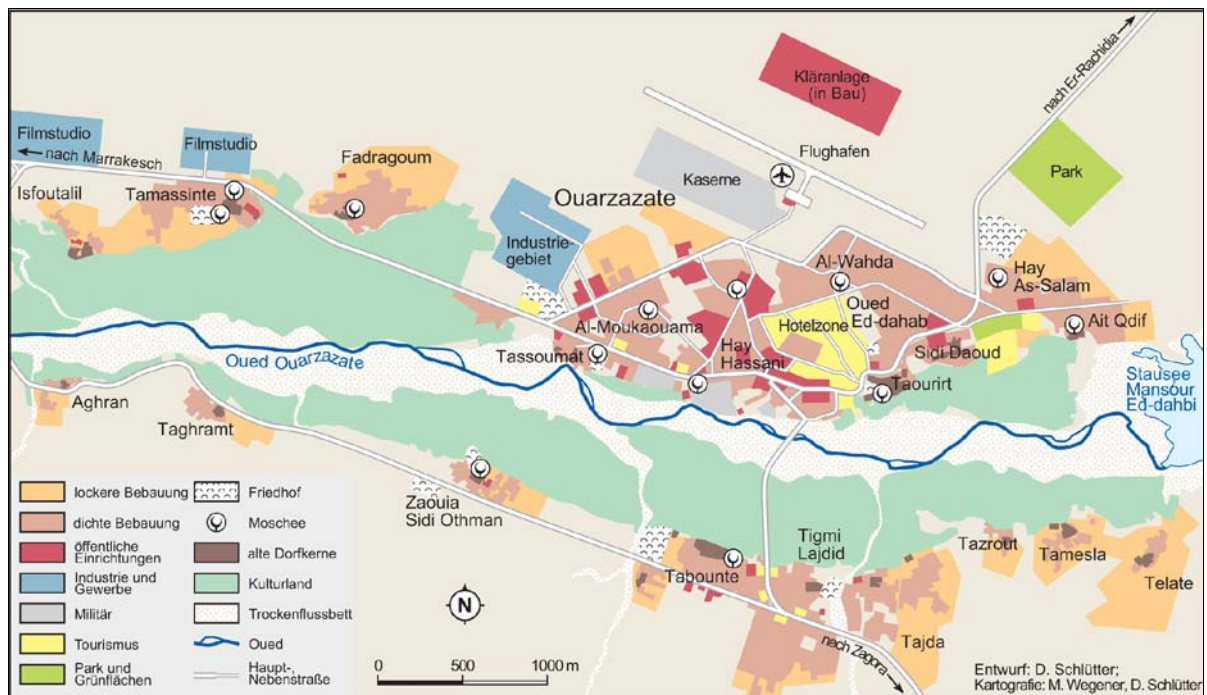 Kläranlage
(in Bau)
nach Er-Rachidia
Filmstudio
Filmstudio
nach Marrakesch
Fadragoum
Flughafen
Isfoutalil
Tamassinte
Kaserne
Park
Ouarzazate
Industrie-
gebiet
Al-Wahda
Hay
As-Salam
Al-Moukaouama
Hotelzone
Oued
Ed-dahab
Ait Qdif
Tassoumat
Hay
Hassani
Sidi Daoud
Oued Ouarzazate
Taourirt
Stausee
Mansour
Ed-dahbi
Aghran
Taghramt
Zaouia
Sidi Othman
Tigmi
Lajdid
Tazrout
Tamesla
Tabounte
Telate
Tajda
nach Zagora
lockere Bebauung
dichte Bebauung
öffentliche
Einrichtungen
Industrie und
Gewerbe
Militär
Tourismus
Park und
Grünflächen
Friedhof
Moschee
alte Dorfkerne
Kulturland
Trockenflussbett
Oued
Haupt-,
Nebenstraße
N
0 500 1000 m
Entwurf: D. Schlütter;
Kartografie: M. Wegener, D. Schlütter